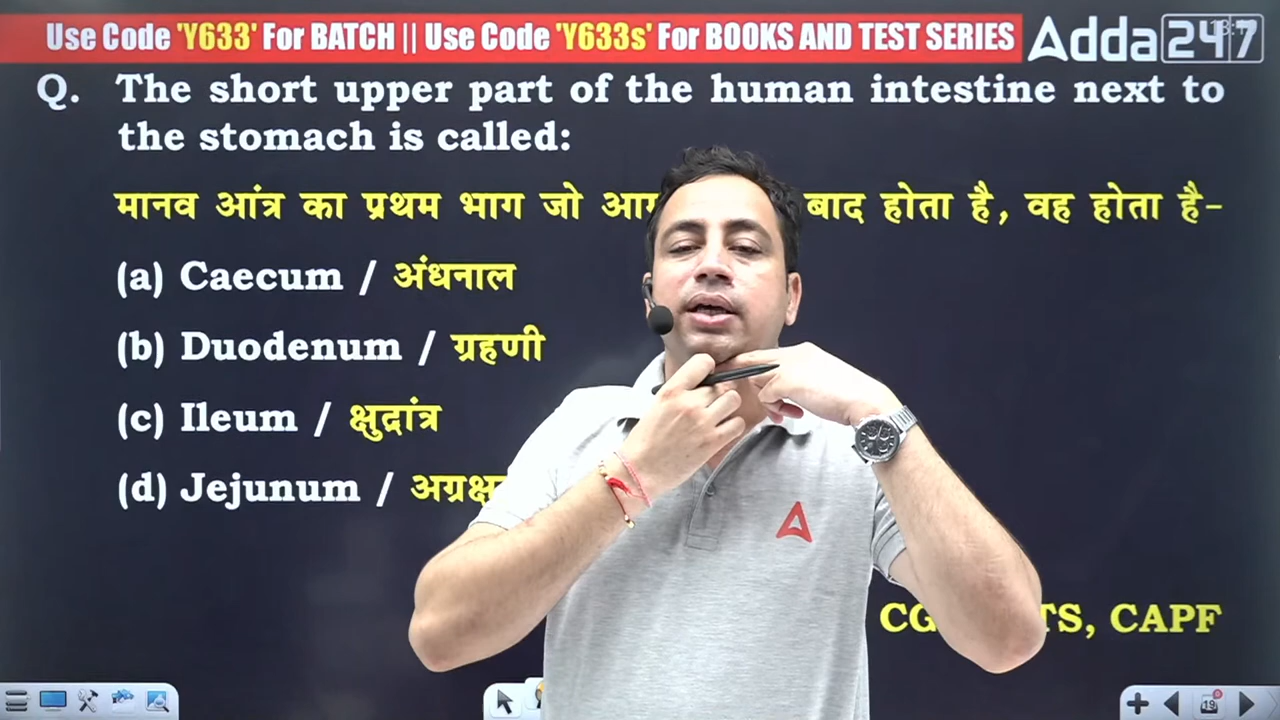 Use Code 'Y633' For BATCH || Use Code 'Y633s' For BOOKS AND TEST SERIES
Adda247
Q. The short upper part of the human intestine next to
the stomach is called:
मानव आंत्र का प्रथम भाग जो बाद होता है, वह होता है-
(a) Caecum / अंधनाल
(b) Duodenum / ग्रहणी
(c) Ileum / क्षुद्रांत्र
(d) Jejunum /
CAPF
19